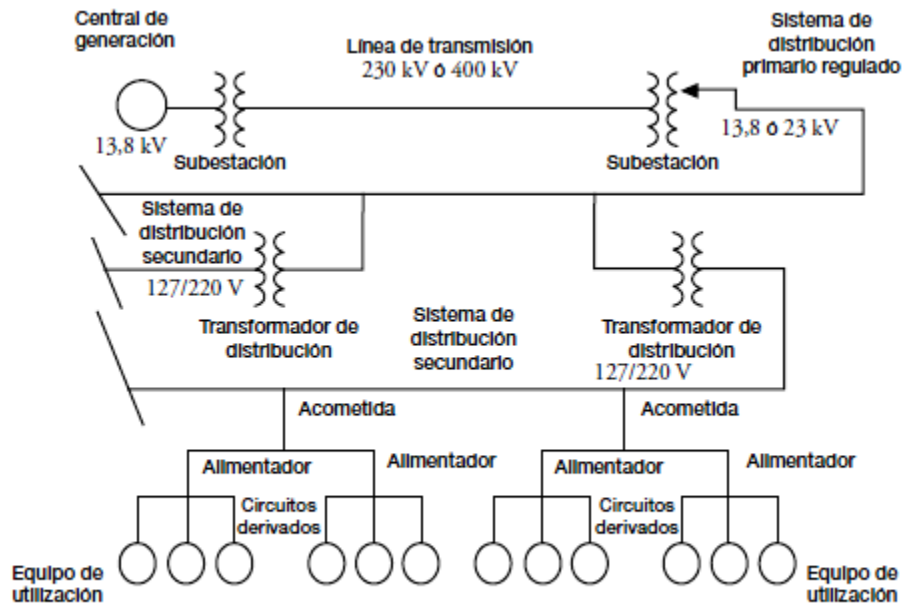 Central de
generación
Línea de transmisión
230 kV ó 400 kV
Sistema de
distribución
primario regulado
13,8 kV
13,8 ó 23 kV
Subestación
Subestación
Sistema de
distribución
secundario
127/220 V
Transformador de
distribución
Sistema de
distribución
secundario
Transformador de
distribución
127/220 V
Acometida
Acometida
Alimentador
Alimentador
Alimentador
Alimentador
Circuitos
derivados
Circuitos
derivados
Equipo de
utilización
Equipo de
utilización